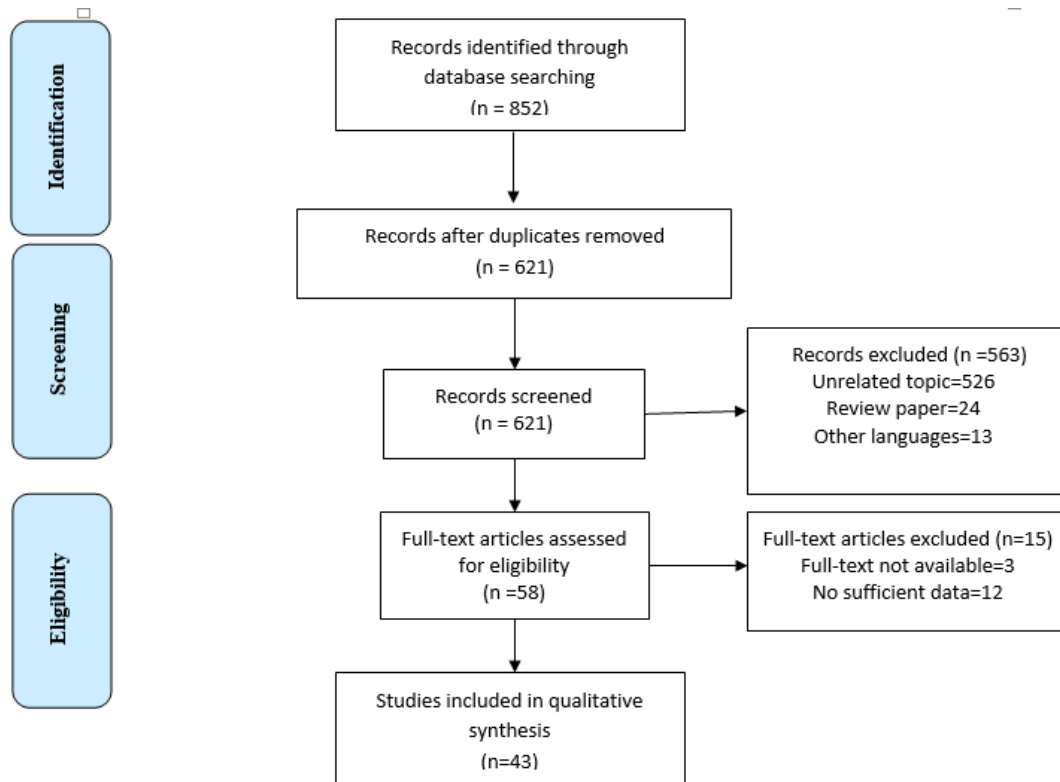 Identification
Records identified through
database searching
(n = 852)
Records after duplicates removed
(n = 621)
Screening
Records screened
(n = 621)
Records excluded (n =563)
Unrelated topic=526
Review paper=24
Other languages=13
Eligibility
Full-text articles assessed
for eligibility
(n =58)
Full-text articles excluded (n=15)
Full-text not available=3
No sufficient data=12
Studies included in qualitative
synthesis
(n=43)